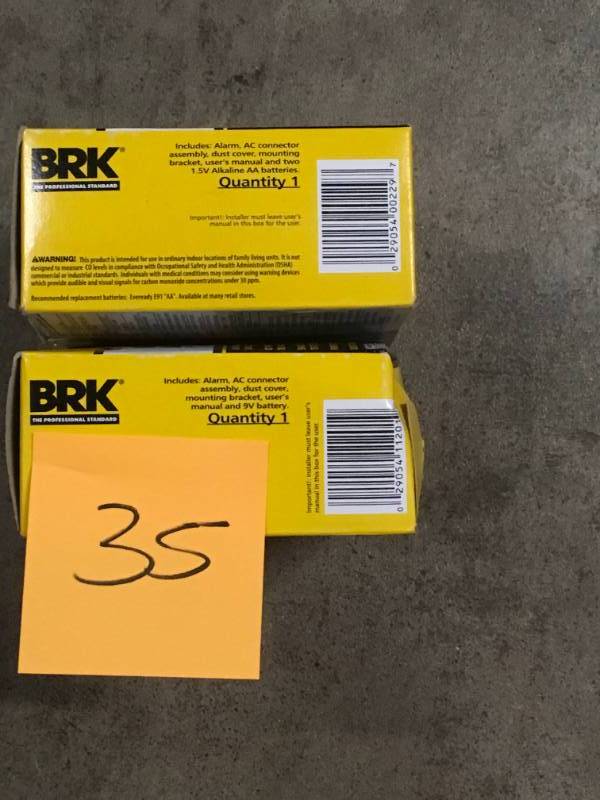 BRK®
THE PROFESSIONAL STANDARD
Includes: Alarm, AC connector
assembly, dust cover, mounting
bracket, user's manual and two
1.5V Alkaline AA batteries.
Quantity 1
Important!: Installer must leave user's
manual in this box for the user.
WARNING! This product is intended for use in ordinary indoor locations of family living units. It is not
designed to measure CO levels in compliance with Occupational Safety and Health Administration (OSHA)
commercial or industrial standards. Individuals with medical conditions may consider using warning devices
which provide audible and visual signals for carbon monoxide concentrations under 30 ppm.
Recommended replacement batteries: Eveready E91 "AA". Available at many retail stores.
0 29054 00229 7
BRK®
THE PROFESSIONAL STANDARD
Includes: Alarm, AC connector
assembly, dust cover,
mounting bracket, user's
manual and 9V battery.
Quantity 1
Important!: Installer must leave user's
manual in this box for the user.
0 29054 11201
35